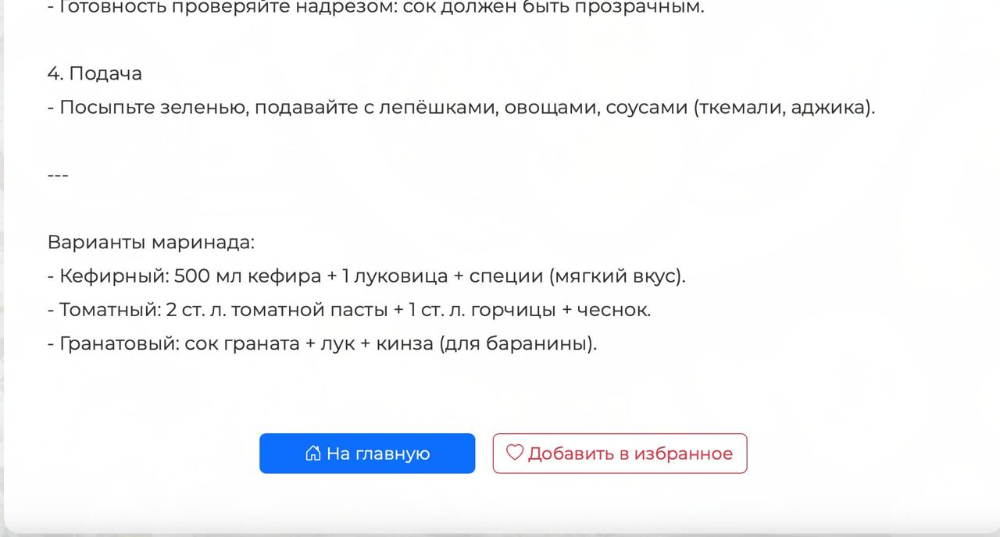 - Готовность проверяйте надрезом: сок должен быть прозрачным.
4. Подача
- Посыпьте зеленью, подавайте с лепёшками, овощами, соусами (ткемали, аджика).
---
Варианты маринада:
- Кефирный: 500 мл кефира + 1 луковица + специи (мягкий вкус).
- Томатный: 2 ст. л. томатной пасты + 1 ст. л. горчицы + чеснок.
- Гранатовый: сок граната + лук + кинза (для баранины).
На главную
Добавить в избранное